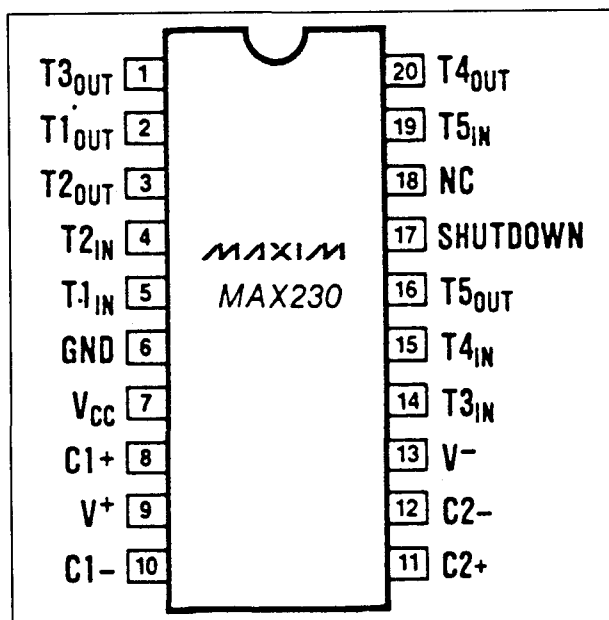 T3OUT 1
T1OUT 2
T2OUT 3
T2IN 4
T1IN 5
GND 6
VCC 7
C1+ 8
V+ 9
C1- 10
MAXIM
MAX230
20 T4OUT
19 T5IN
18 NC
17 SHUTDOWN
16 T5OUT
15 T4IN
14 T3IN
13 V-
12 C2-
11 C2+